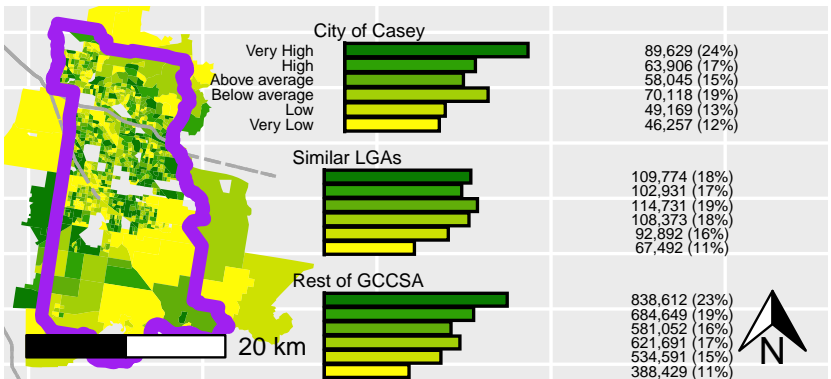 City of Casey
Very High 89,629 (24%)
High 63,906 (17%)
Above average 58,045 (15%)
Below average 70,118 (19%)
Low 49,169 (13%)
Very Low 46,257 (12%)
Similar LGAs
109,774 (18%)
102,931 (17%)
114,731 (19%)
108,373 (18%)
92,892 (16%)
67,492 (11%)
Rest of GCCSA
838,612 (23%)
684,649 (19%)
581,052 (16%)
621,691 (17%)
534,591 (15%)
388,429 (11%)
20 km
N